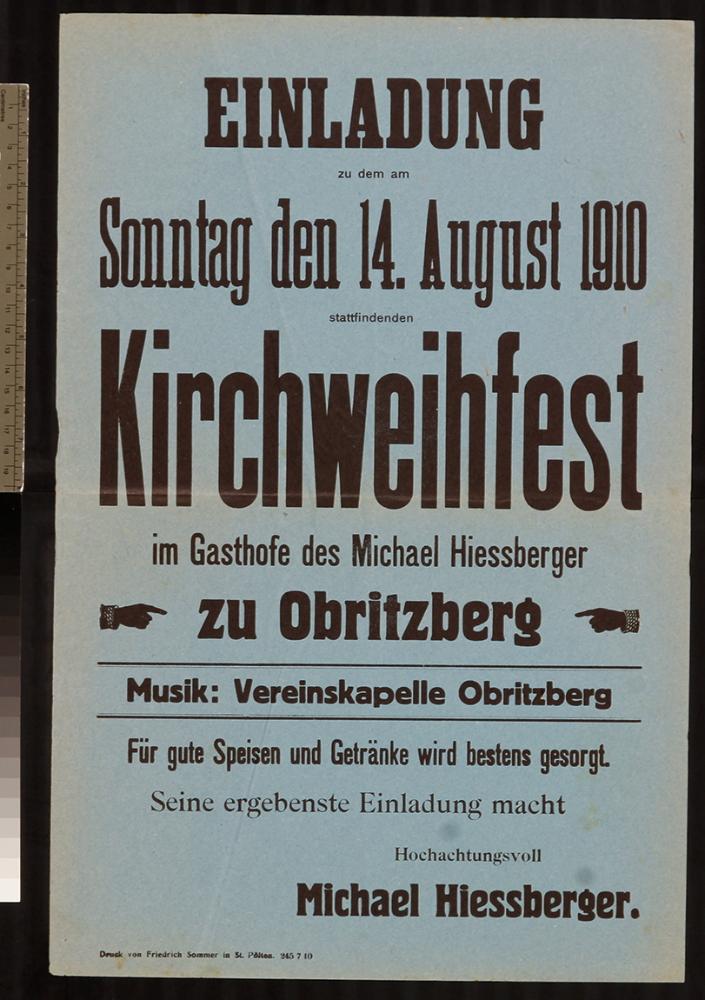 EINLADUNG
zu dem am
Sonntag den 14. August 1910
stattfindenden
Kirchweihfest
im Gasthofe des Michael Hiessberger
zu Obritzberg
Musik: Vereinskapelle Obritzberg
Für gute Speisen und Getränke wird bestens gesorgt.
Seine ergebenste Einladung macht
Hochachtungsvoll
Michael Hiessberger.
Druck von Friedrich Sommer in St. Pölten. 245 7 10